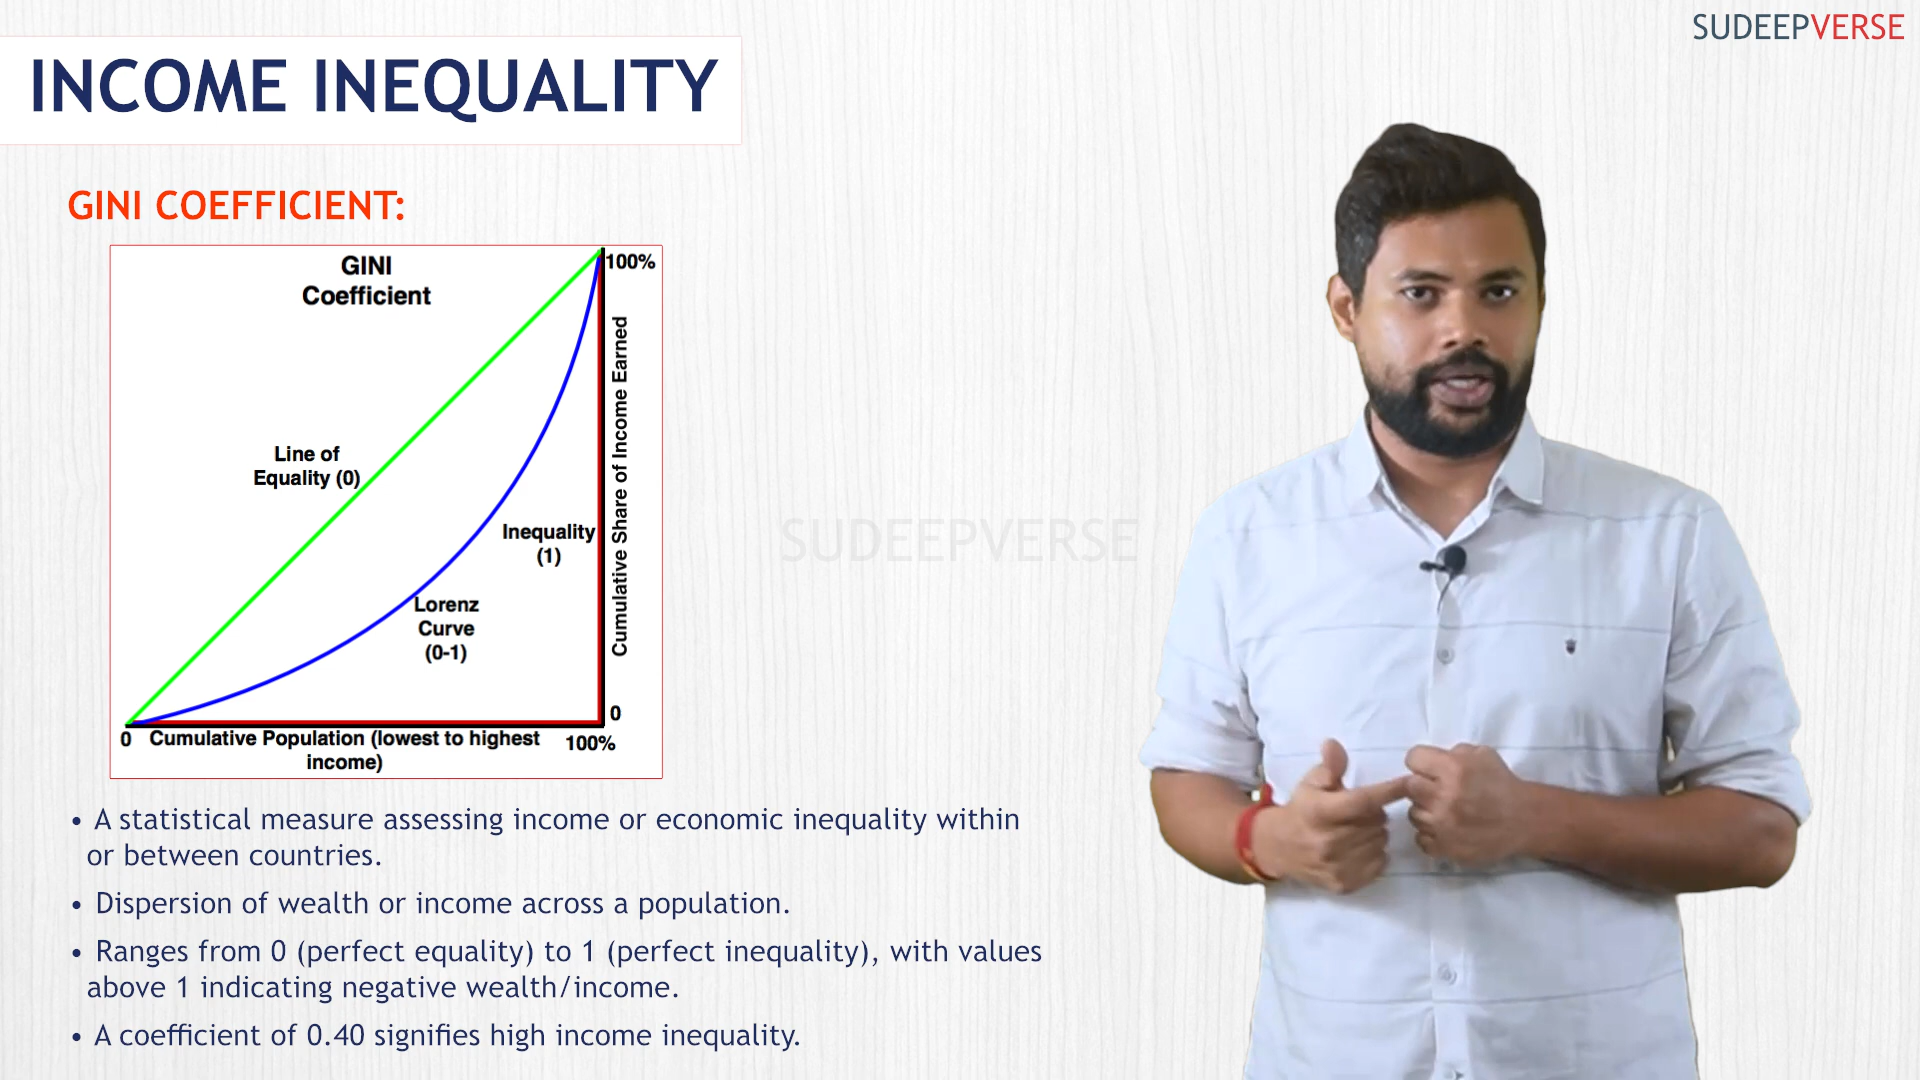 SUDEEPVERSE
INCOME INEQUALITY
GINI COEFFICIENT:
GINI
Coefficient
100%
Cumulative Share of Income Earned
Line of
Equality (0)
Inequality
(1)
Lorenz
Curve
(0-1)
0
0
Cumulative Population (lowest to highest
income)
100%
SUDEEPVERSE
• A statistical measure assessing income or economic inequality within
or between countries.
• Dispersion of wealth or income across a population.
• Ranges from 0 (perfect equality) to 1 (perfect inequality), with values
above 1 indicating negative wealth/income.
• A coefficient of 0.40 signifies high income inequality.